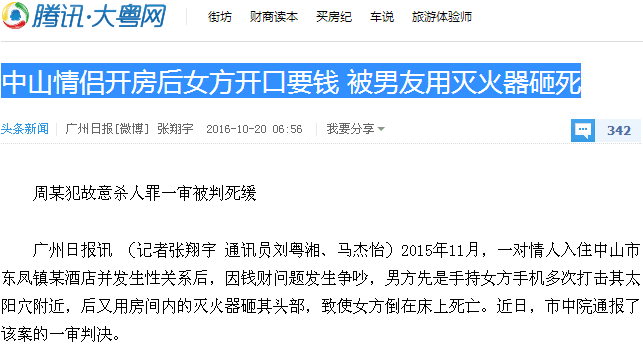 腾讯·大粤网 街坊 财商读本 买房纪 车说 旅游体验师
中山情侣开房后女方开口要钱 被男友用灭火器砸死
头条新闻 广州日报[微博] 张翔宇 2016-10-20 06:56 我要分享 342
周某犯故意杀人罪一审被判死缓
广州日报讯 （记者张翔宇 通讯员刘粤湘、马杰怡）2015年11月，一对情人入住中山市
东凤镇某酒店并发生性关系后，因钱财问题发生争吵，男方先是手持女方手机多次打击其太
阳穴附近，后又用房间内的灭火器砸其头部，致使女方倒在床上死亡。近日，市中院通报了
该案的一审判决。